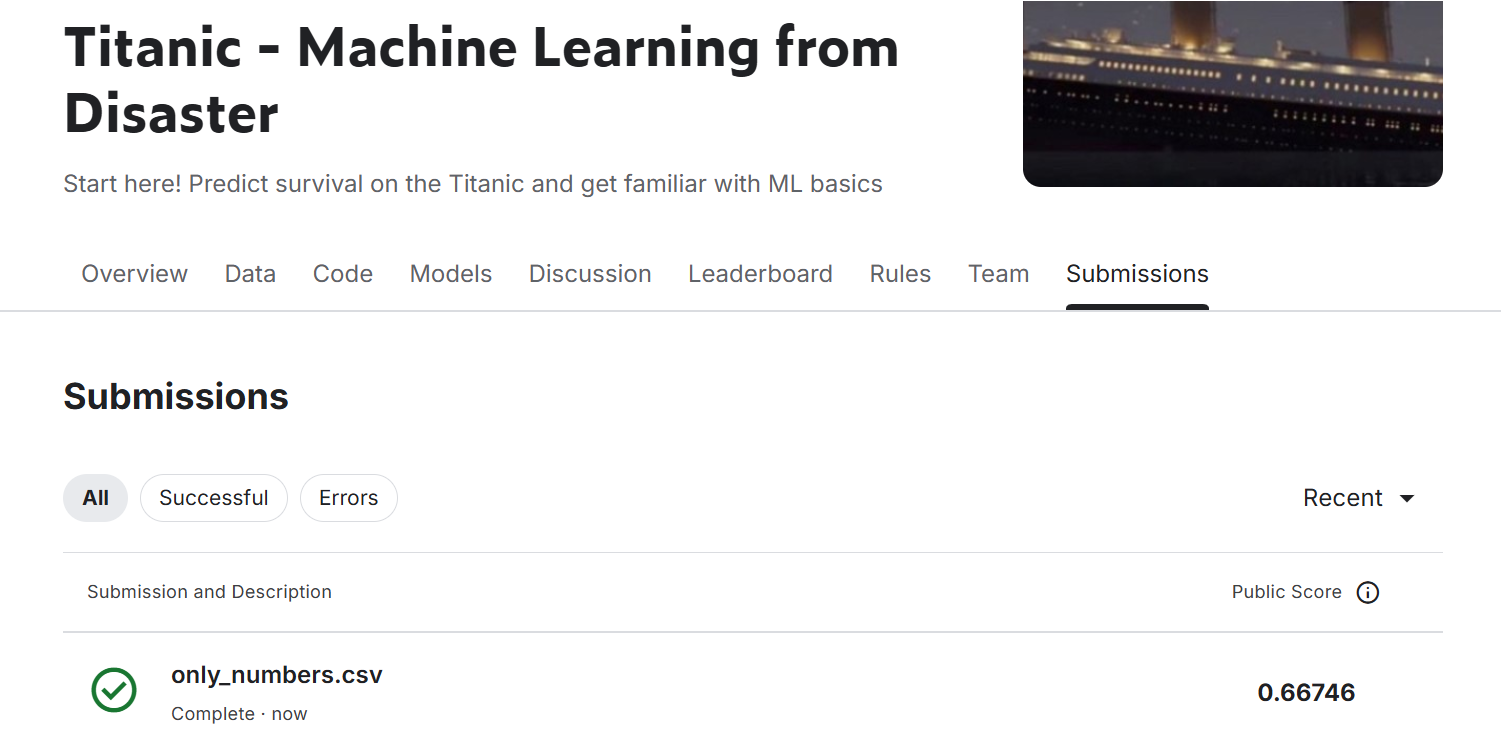 Titanic - Machine Learning from
Disaster
Start here! Predict survival on the Titanic and get familiar with ML basics
Overview Data Code Models Discussion Leaderboard Rules Team Submissions
Submissions
All Successful Errors Recent
Submission and Description Public Score
only_numbers.csv
0.66746
Complete · now